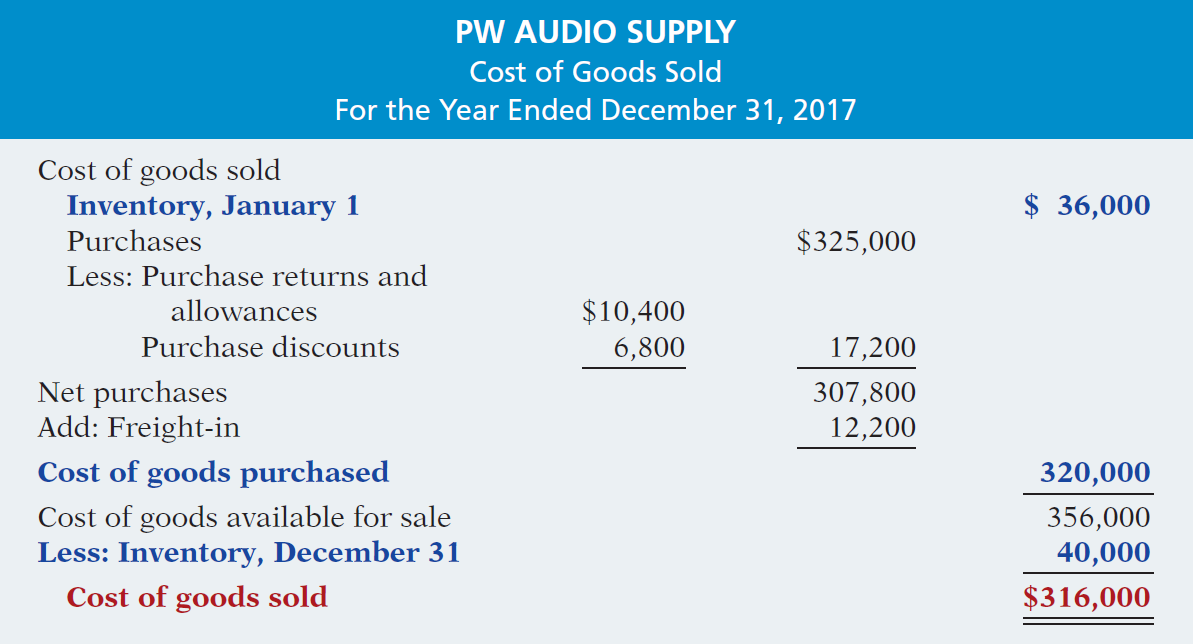 PW AUDIO SUPPLY
Cost of Goods Sold
For the Year Ended December 31, 2017
Cost of goods sold
Inventory, January 1 $ 36,000
Purchases $325,000
Less: Purchase returns and
allowances $10,400
Purchase discounts 6,800 17,200
Net purchases 307,800
Add: Freight-in 12,200
Cost of goods purchased 320,000
Cost of goods available for sale 356,000
Less: Inventory, December 31 40,000
Cost of goods sold $316,000